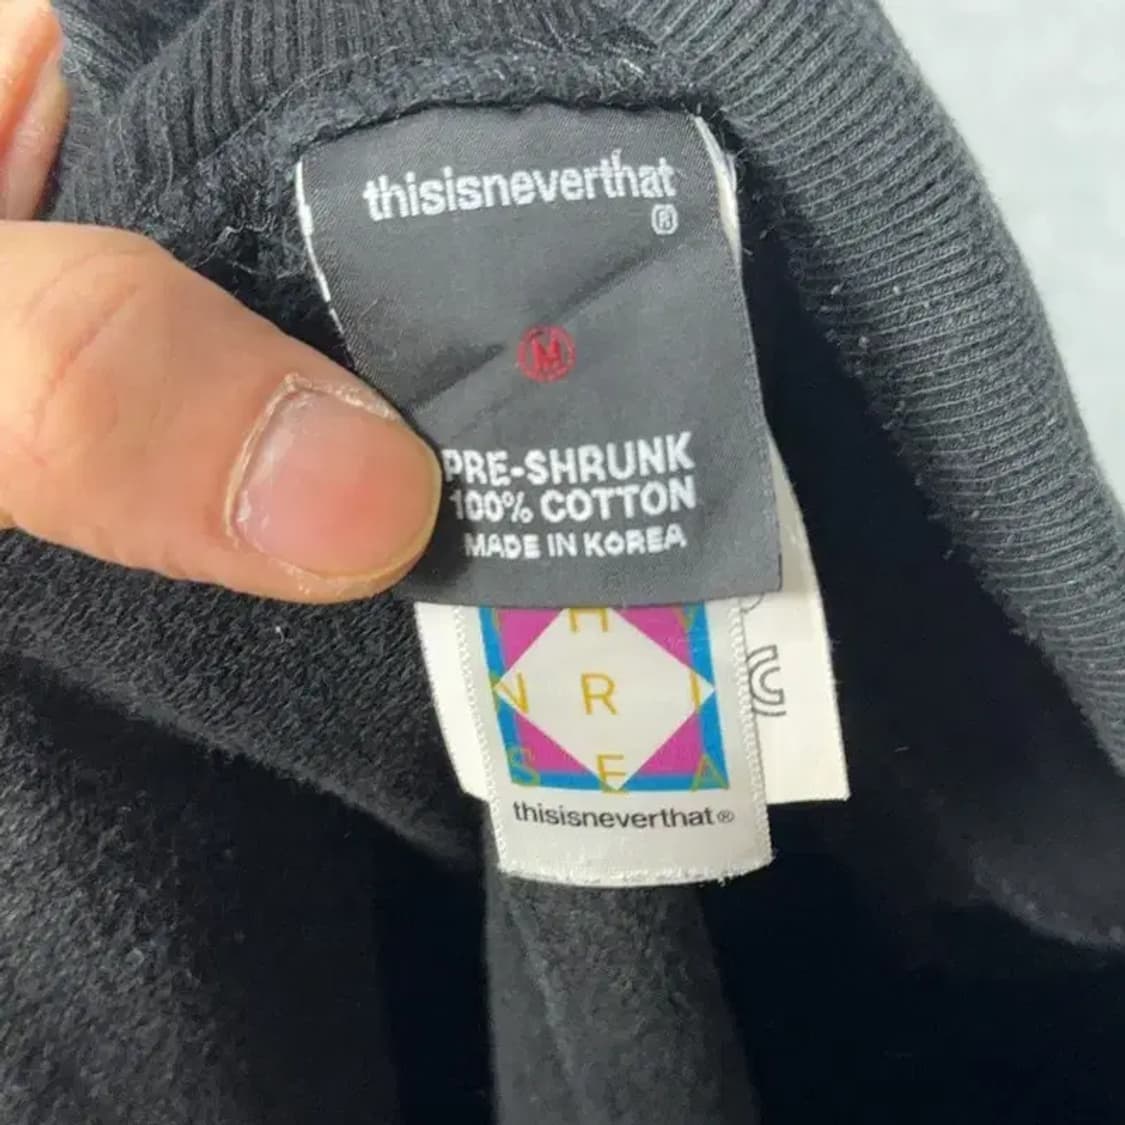 thisisneverthat
®
M
PRE-SHRUNK
100% COTTON
MADE IN KOREA
H V
N R I
S E A
thisisneverthat®